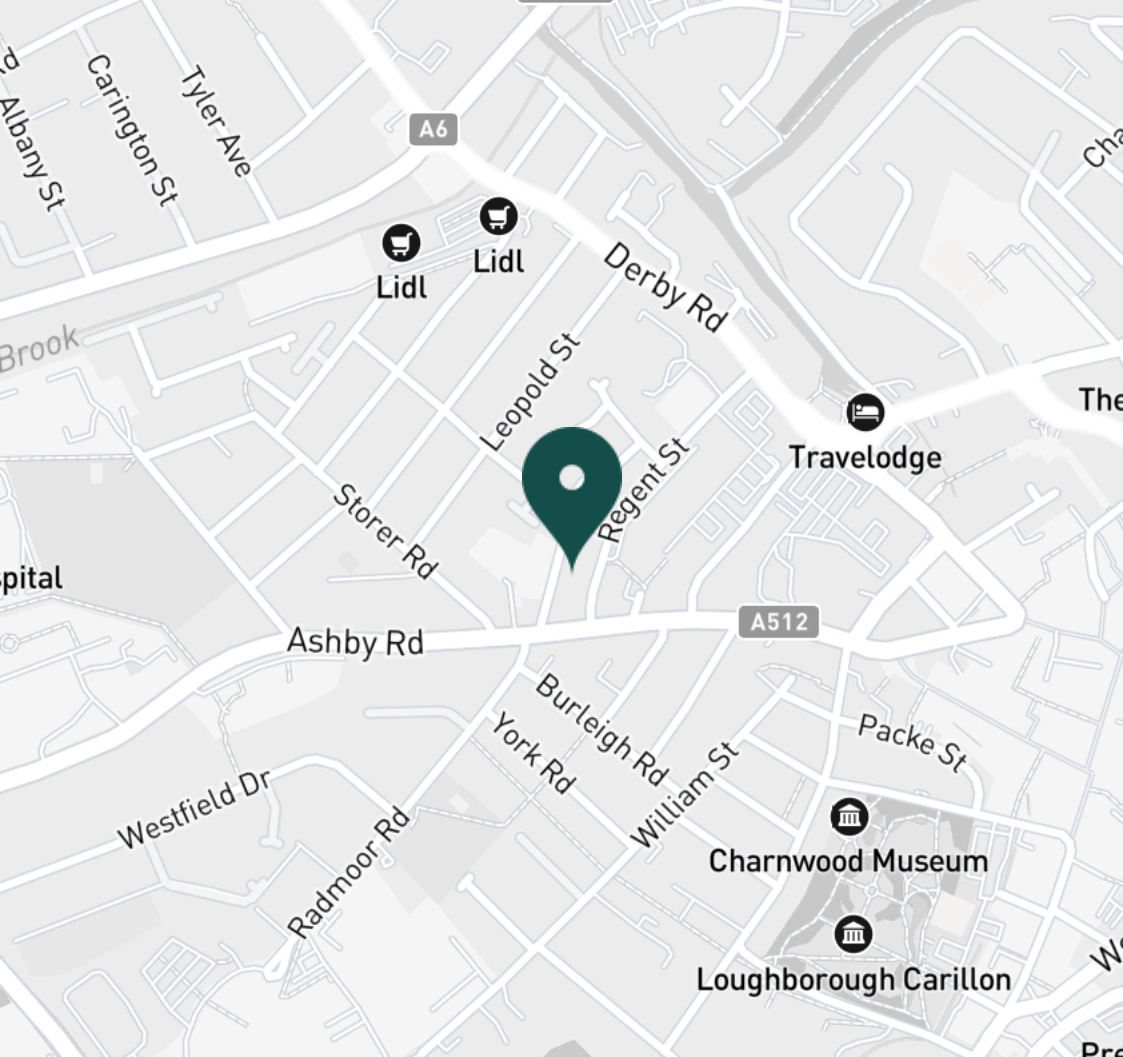 Carington St
Tyler Ave
Albany St
A6
Cha
Lidl
Lidl
Derby Rd
Brook
Leopold St
The
Travelodge
Regent St
Storer Rd
spital
A512
Ashby Rd
Burleigh Rd
York Rd
Packe St
William St
Westfield Dr
Radmoor Rd
Charnwood Museum
Loughborough Carillon